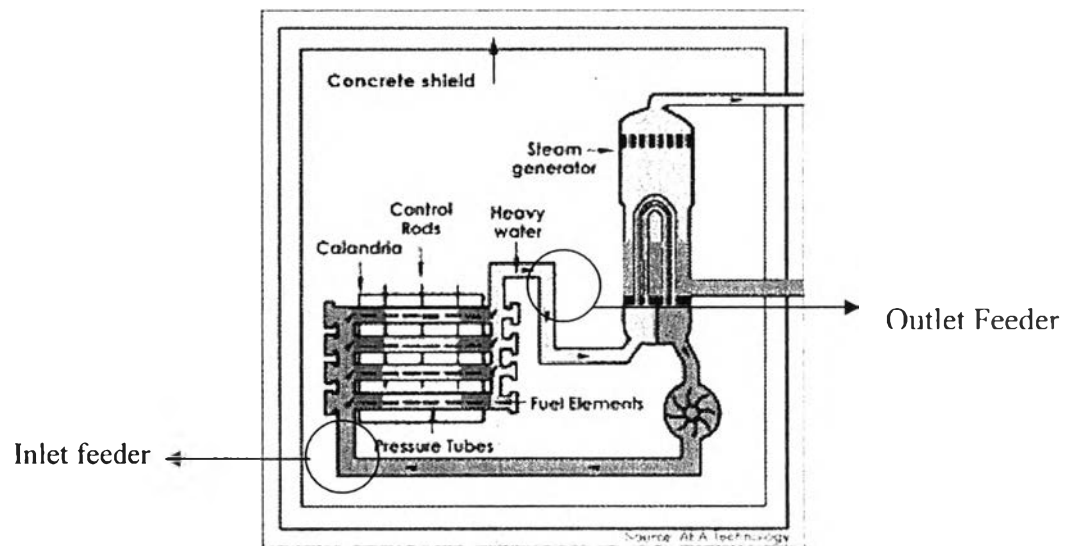 Concrete shield
Steam
generator
Control
Rods
Heavy
water
Calandria
Outlet Feeder
Fuel Elements
Inlet feeder
Pressure Tubes
Source: AEA Technology